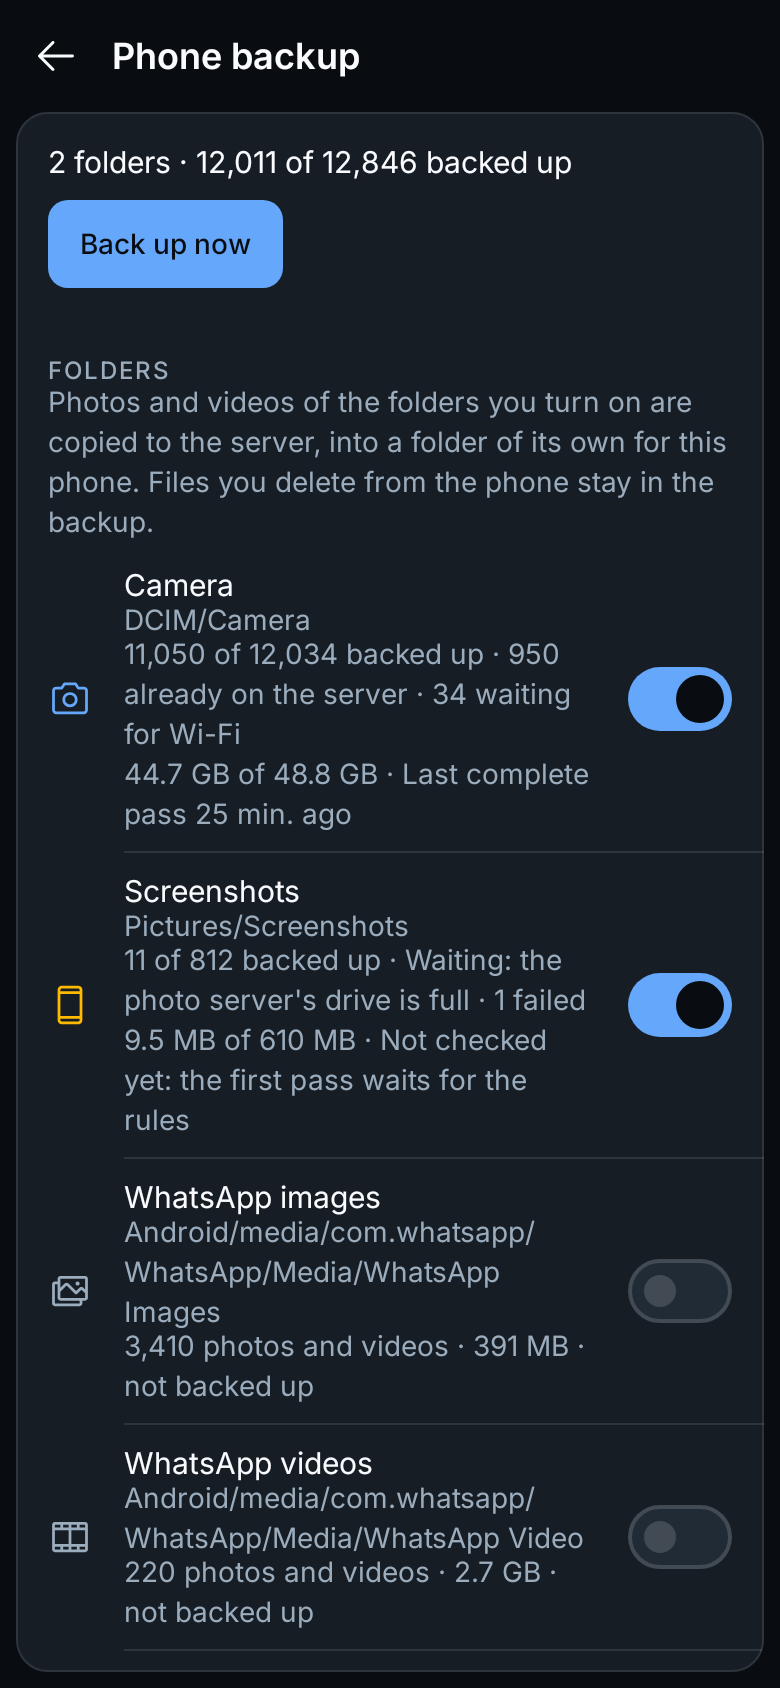 Phone backup
2 folders · 12,011 of 12,846 backed up
Back up now
FOLDERS
Photos and videos of the folders you turn on are
copied to the server, into a folder of its own for this
phone. Files you delete from the phone stay in the
backup.
Camera
DCIM/Camera
11,050 of 12,034 backed up · 950
already on the server · 34 waiting
for Wi-Fi
44.7 GB of 48.8 GB · Last complete
pass 25 min. ago
Screenshots
Pictures/Screenshots
11 of 812 backed up · Waiting: the
photo server's drive is full · 1 failed
9.5 MB of 610 MB · Not checked
yet: the first pass waits for the
rules
WhatsApp images
Android/media/com.whatsapp/
WhatsApp/Media/WhatsApp
Images
3,410 photos and videos · 391 MB ·
not backed up
WhatsApp videos
Android/media/com.whatsapp/
WhatsApp/Media/WhatsApp Video
220 photos and videos · 2.7 GB ·
not backed up